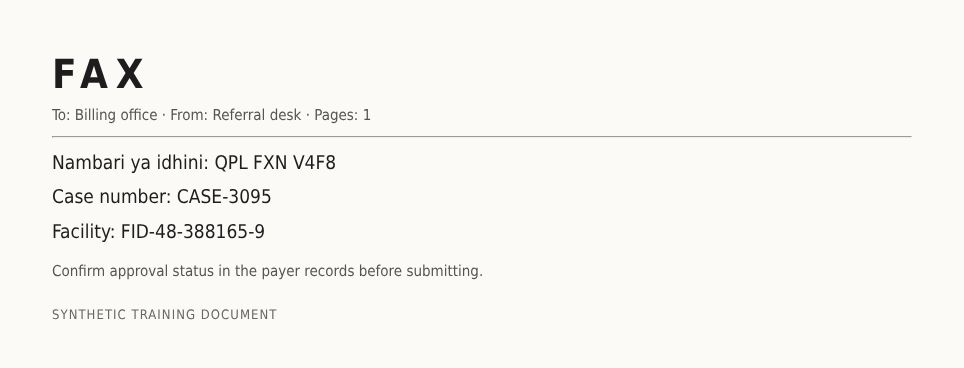 FAX
To: Billing office · From: Referral desk · Pages: 1
Nambari ya idhini: QPL FXN V4F8
Case number: CASE-3095
Facility: FID-48-388165-9
Confirm approval status in the payer records before submitting.
SYNTHETIC TRAINING DOCUMENT